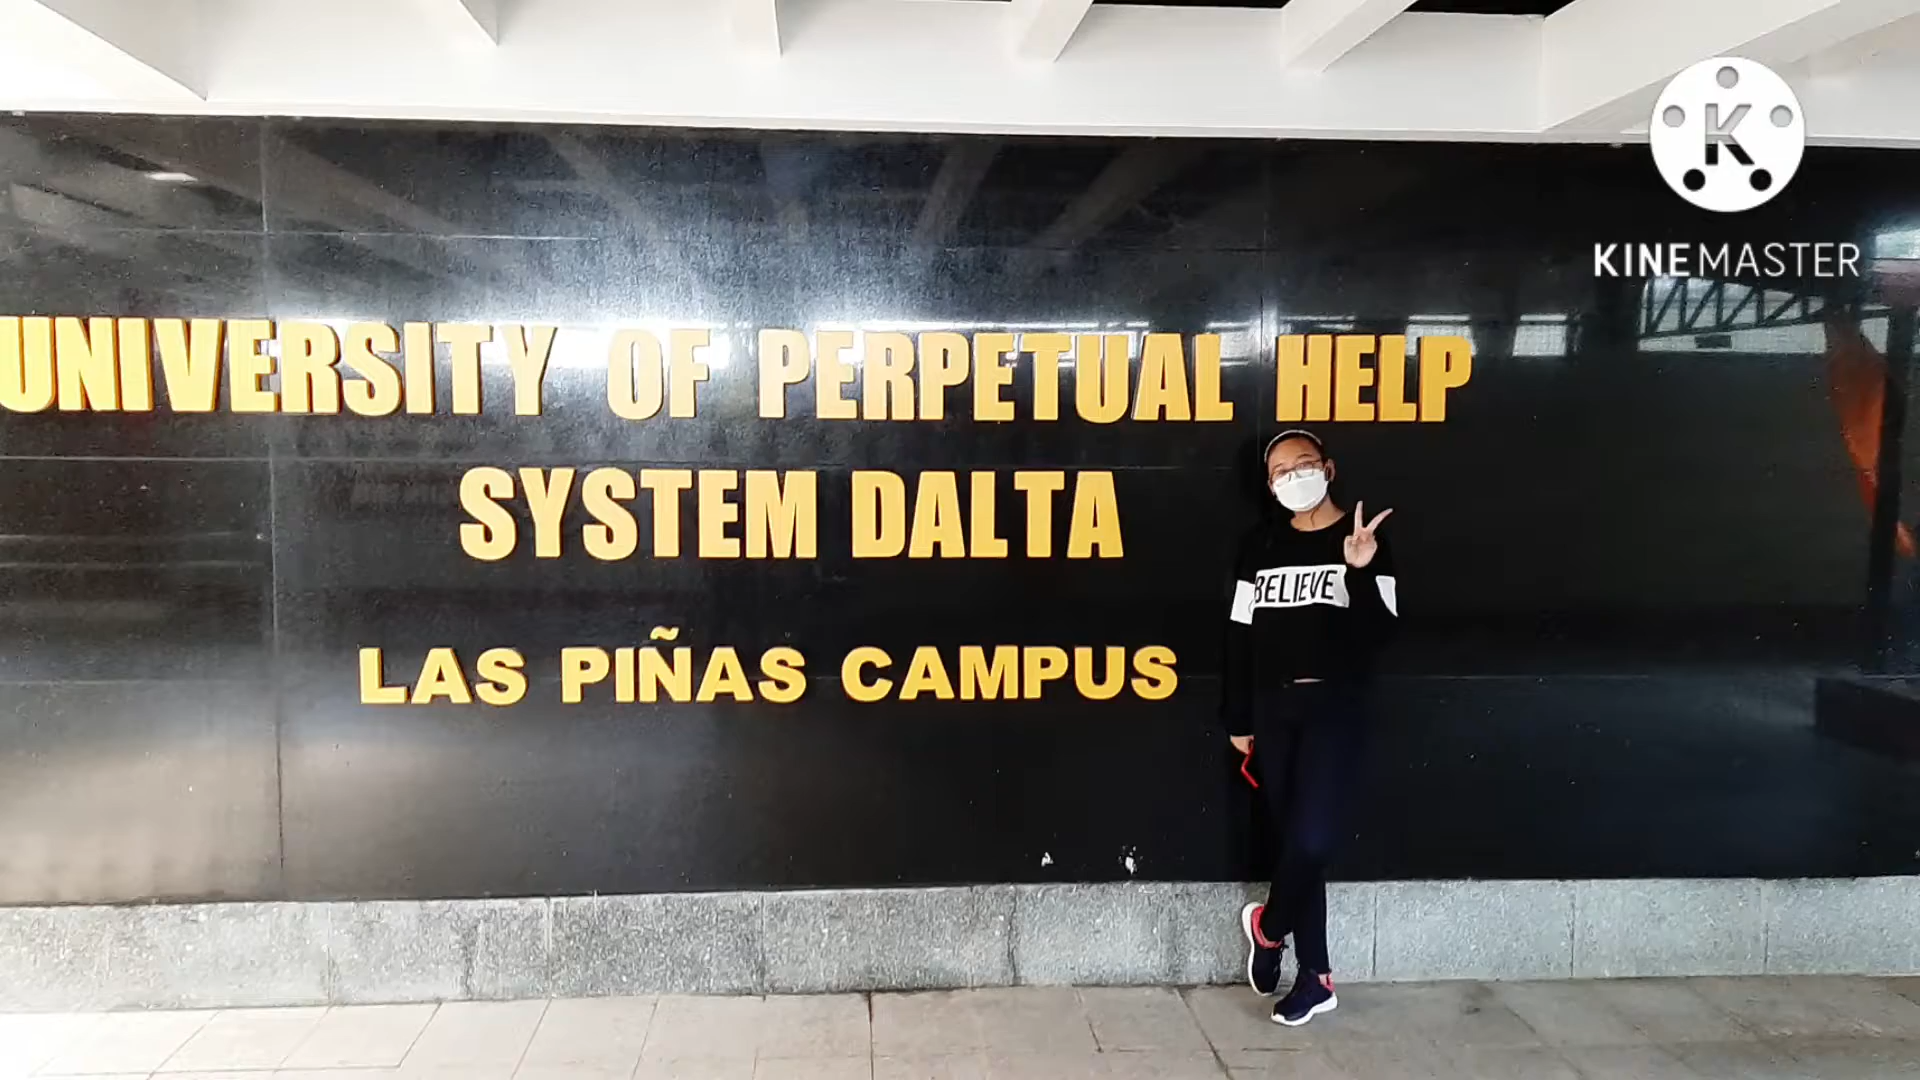 K
KINEMASTER
UNIVERSITY OF PERPETUAL HELP
SYSTEM DALTA
LAS PIÑAS CAMPUS
BELIEVE